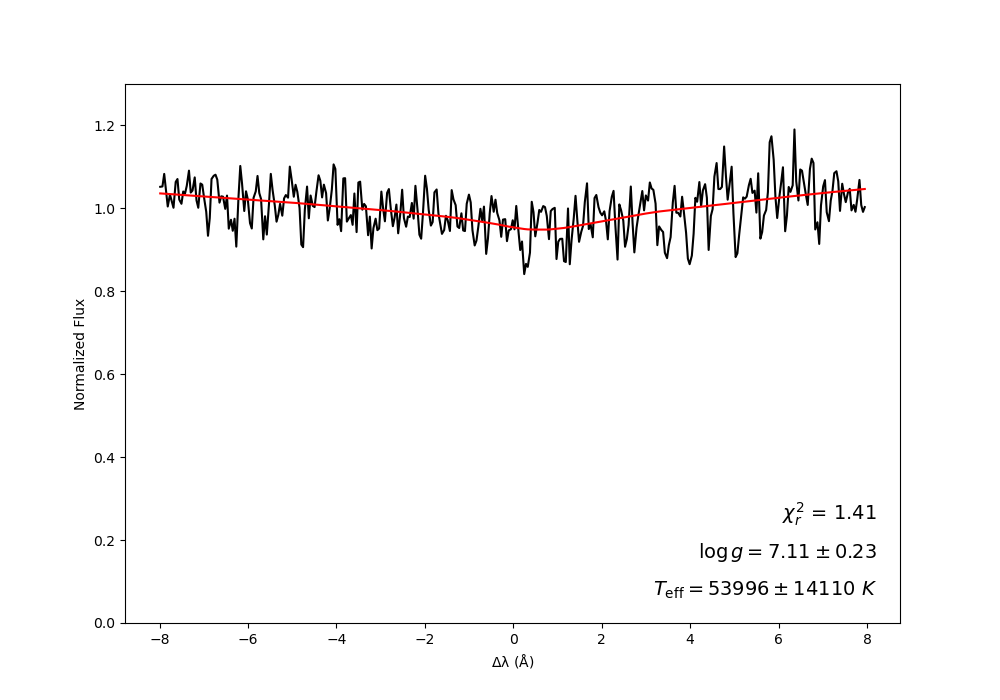 1.2
1.0
0.8
0.6
0.4
0.2
0.0
Normalized Flux
χ²ᵣ = 1.41
log g = 7.11 ± 0.23
T_eff = 53996 ± 14110 K
−8 −6 −4 −2 0 2 4 6 8
Δλ (Å)